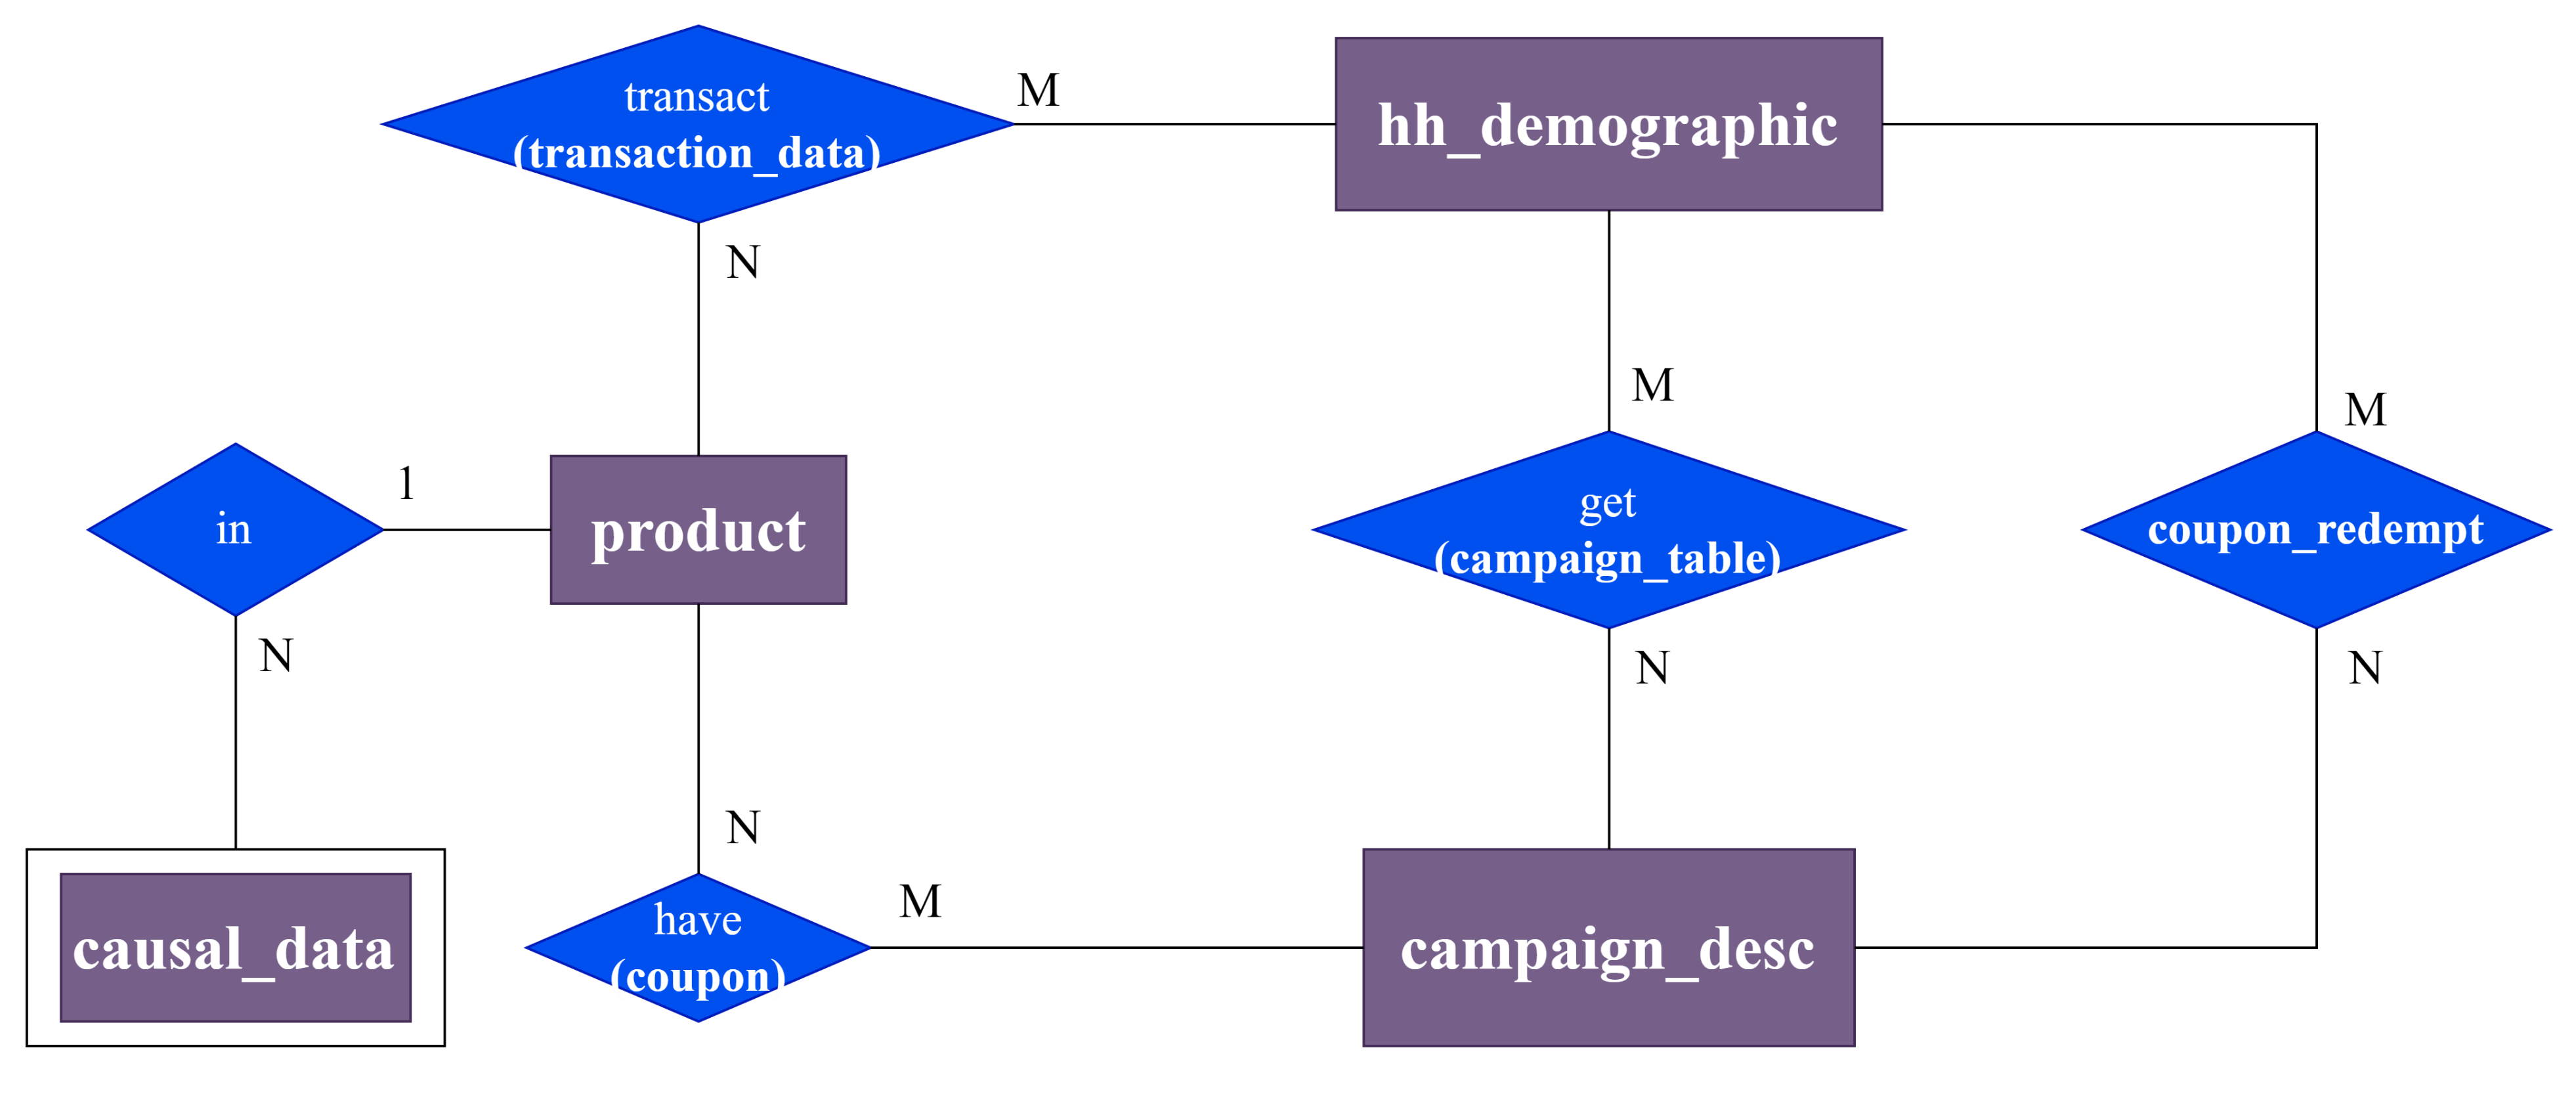 transact
(transaction_data)
M
hh_demographic
N
M
M
in
1
product
get
(campaign_table)
coupon_redempt
N
N
N
N
have
(coupon)
M
causal_data
campaign_desc